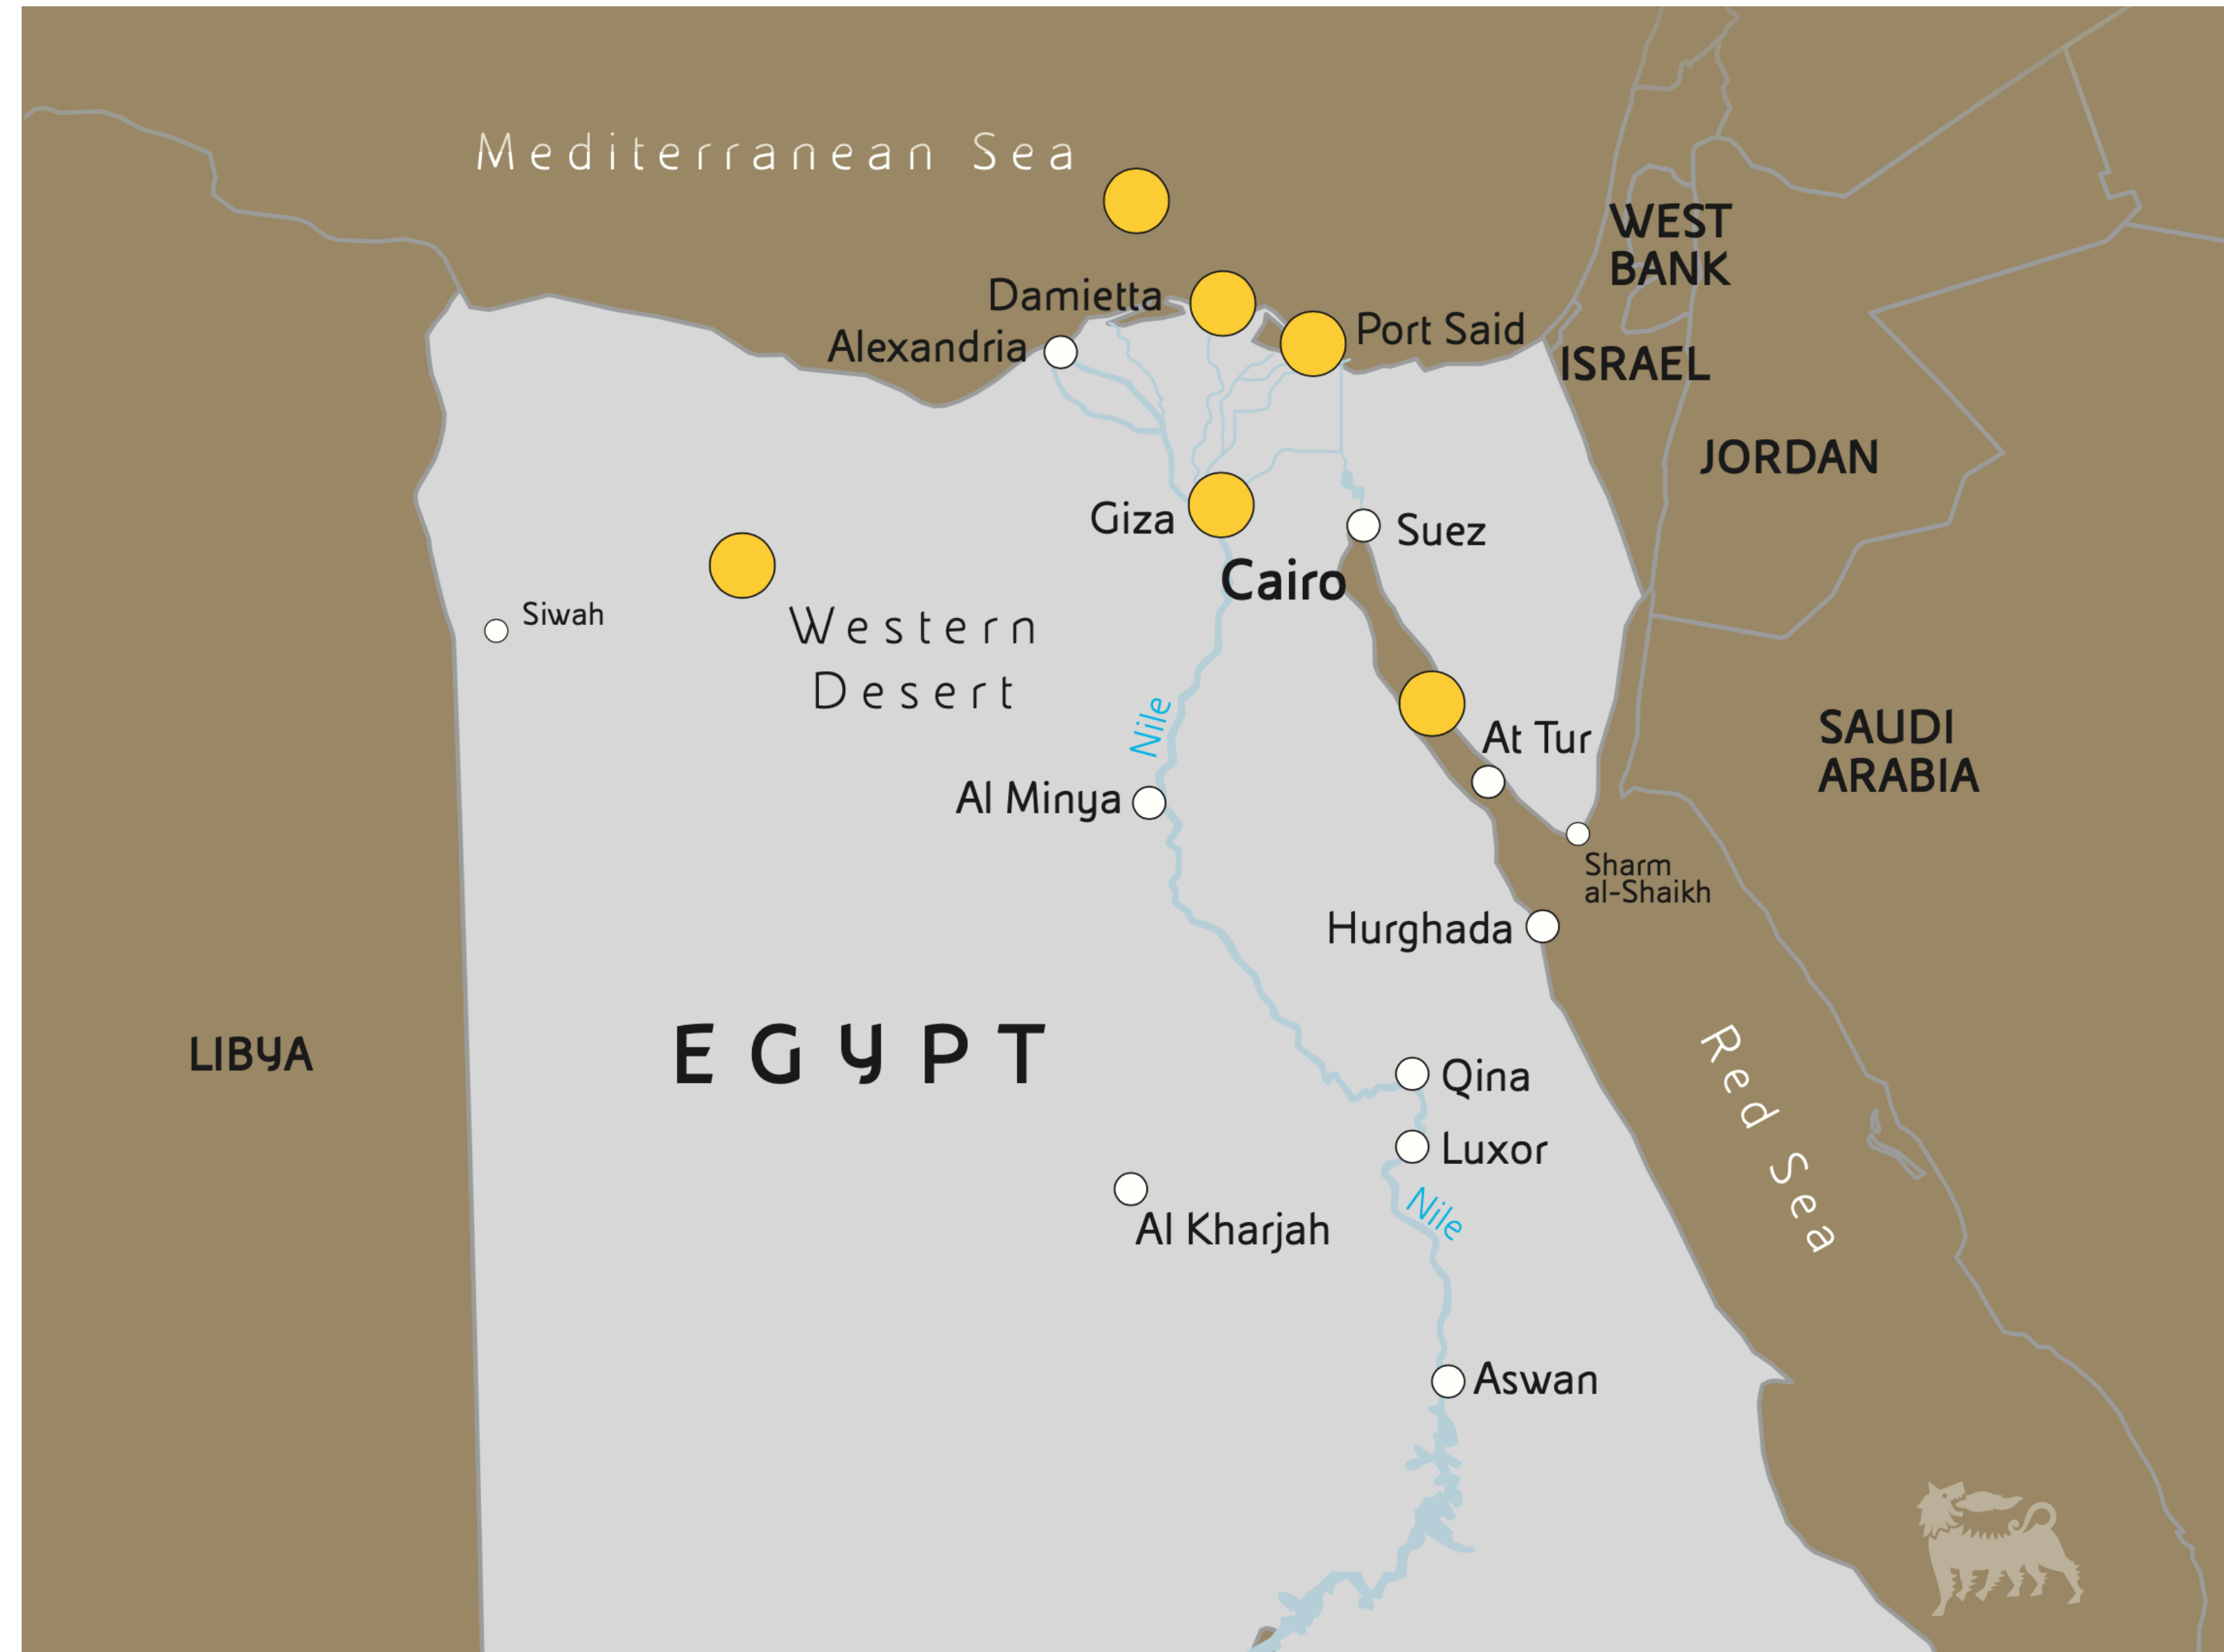 Mediterranean Sea
WEST
BANK
Damietta
Port Said
Alexandria
ISRAEL
JORDAN
Giza
Suez
Cairo
Siwah
Western
Desert
Nile
At Tur
SAUDI
ARABIA
Al Minya
Sharm
al-Shaikh
Hurghada
LIBYA
EGYPT
Red Sea
Qina
Luxor
Nile
Al Kharjah
Aswan